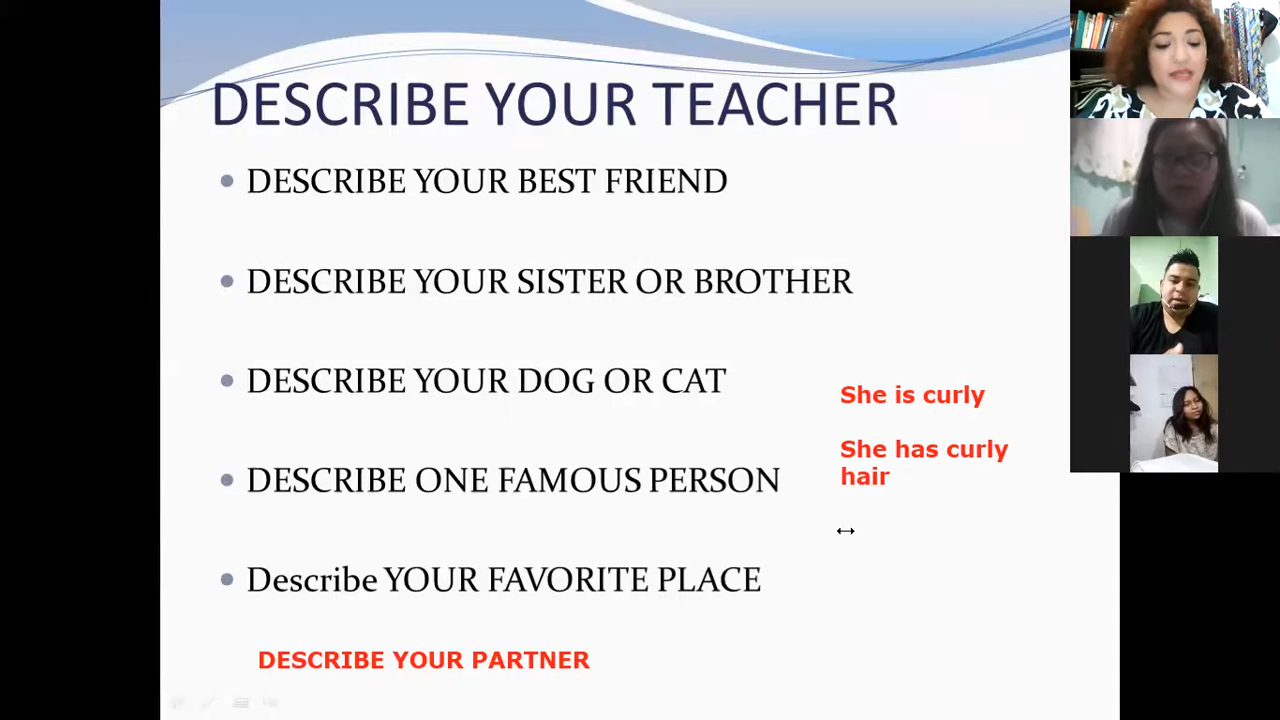 DESCRIBE YOUR TEACHER
DESCRIBE YOUR BEST FRIEND
DESCRIBE YOUR SISTER OR BROTHER
DESCRIBE YOUR DOG OR CAT
She is curly
She has curly
hair
DESCRIBE ONE FAMOUS PERSON
Describe YOUR FAVORITE PLACE
DESCRIBE YOUR PARTNER